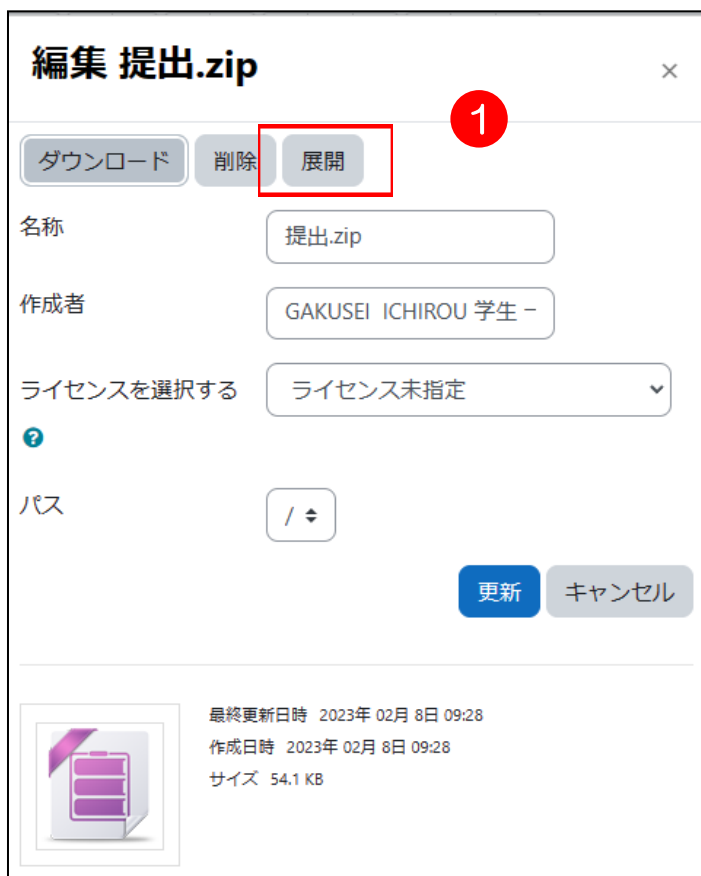 編集 提出.zip
×
1
ダウンロード 削除 展開
名称 提出.zip
作成者 GAKUSEI ICHIROU 学生 −
ライセンスを選択する ライセンス未指定
?
パス /
更新 キャンセル
最終更新日時 2023年 02月 8日 09:28
作成日時 2023年 02月 8日 09:28
サイズ 54.1 KB